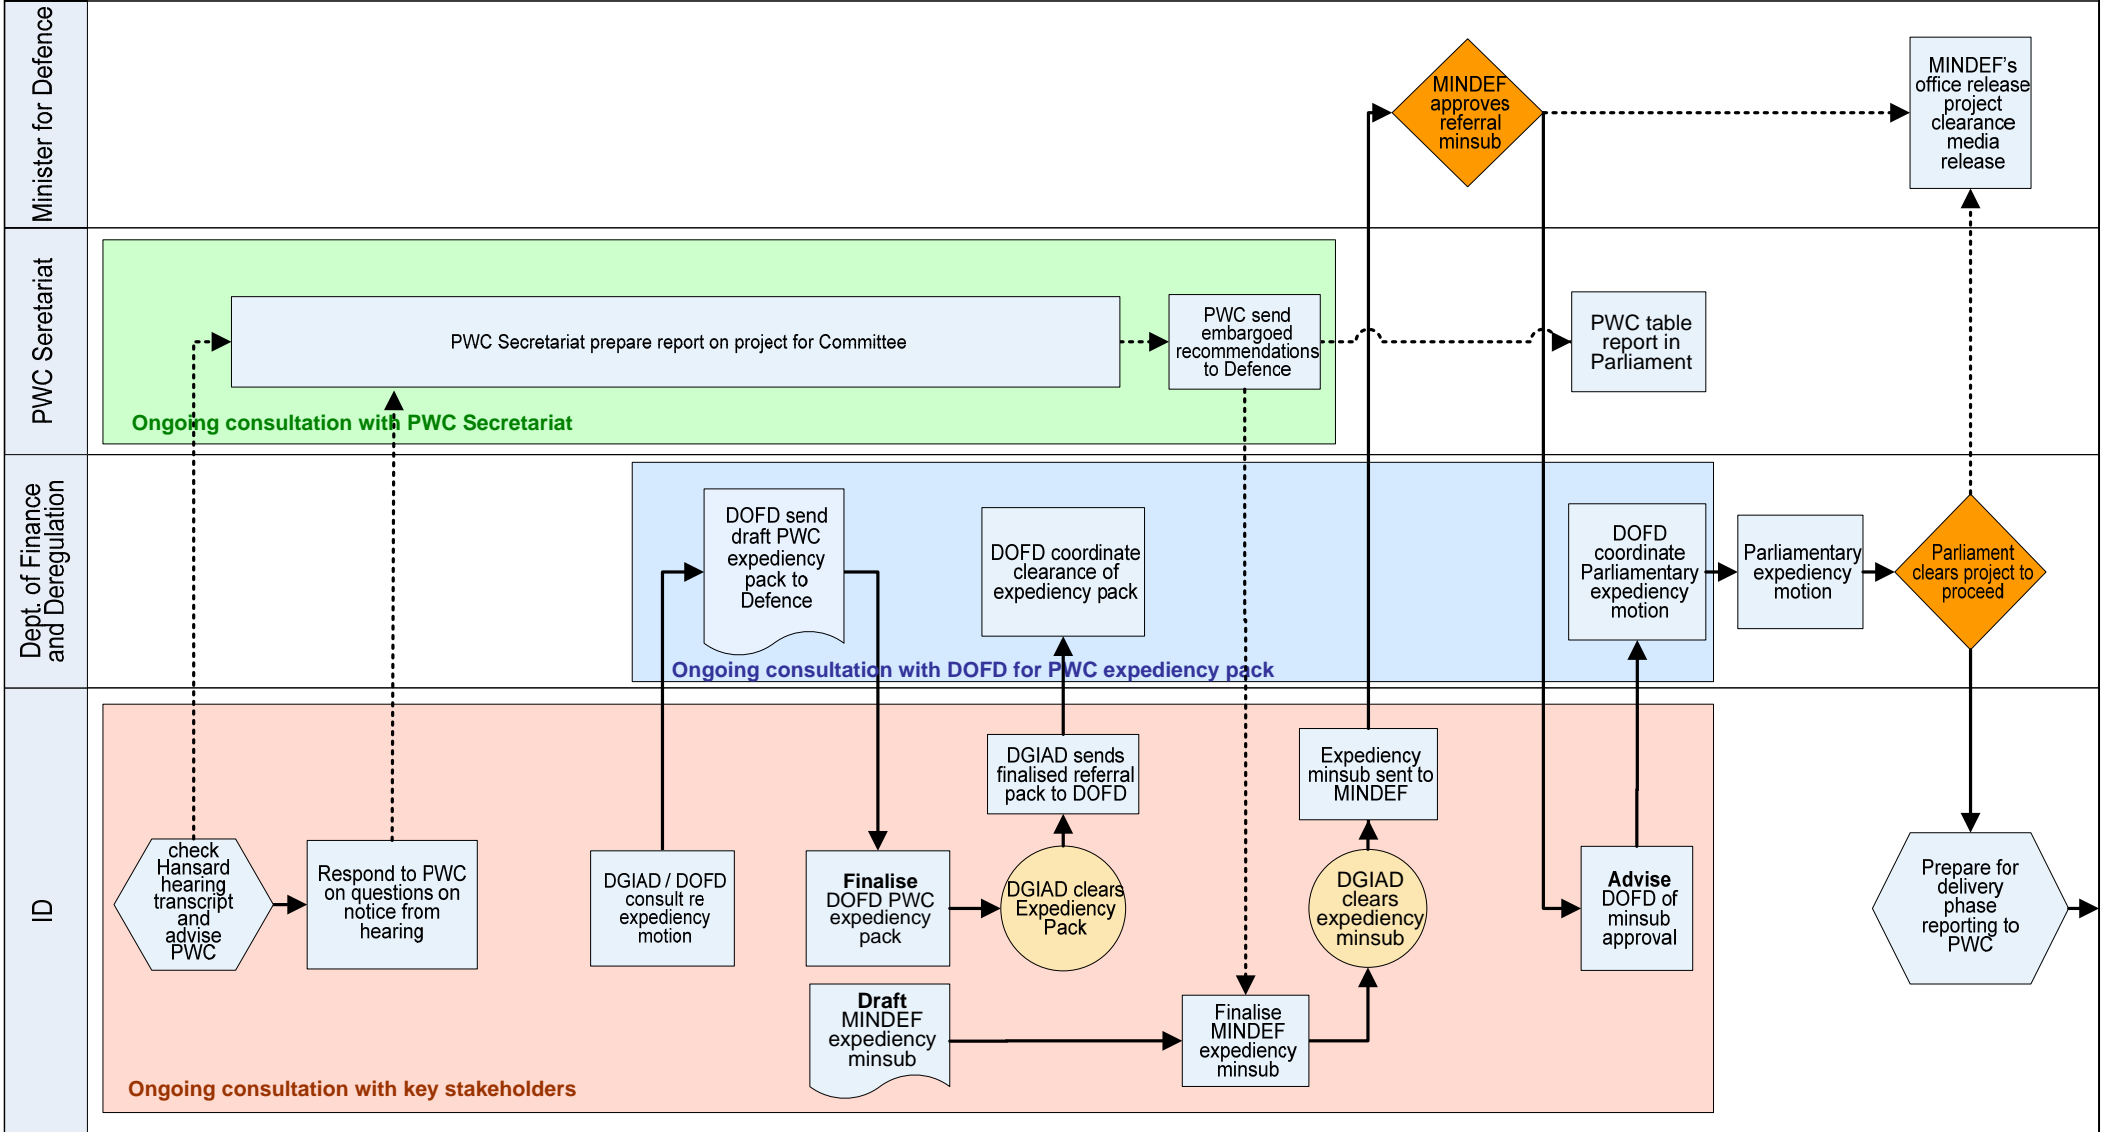 Minister for Defence
MINDEF
approves
referral
minsub
MINDEF's
office release
project
clearance
media
release
PWC Seretariat
PWC Secretariat prepare report on project for Committee
PWC send
embargoed
recommendations
to Defence
PWC table
report in
Parliament
Ongoing consultation with PWC Secretariat
Dept. of Finance
and Deregulation
DOFD send
draft PWC
expediency
pack to
Defence
DOFD coordinate
clearance of
expediency pack
DOFD
coordinate
Parliamentary
expediency
motion
Parliamentary
expediency
motion
Parliament
clears project to
proceed
Ongoing consultation with DOFD for PWC expediency pack
ID
check
Hansard
hearing
transcript
and
advise
PWC
Respond to PWC
on questions on
notice from
hearing
DGIAD / DOFD
consult re
expediency
motion
Finalise
DOFD PWC
expediency
pack
DGIAD clears
Expediency
Pack
DGIAD sends
finalised referral
pack to DOFD
Expediency
minsub sent to
MINDEF
DGIAD
clears
expediency
minsub
Advise
DOFD of
minsub
approval
Prepare for
delivery
phase
reporting to
PWC
Draft
MINDEF
expediency
minsub
Finalise
MINDEF
expediency
minsub
Ongoing consultation with key stakeholders